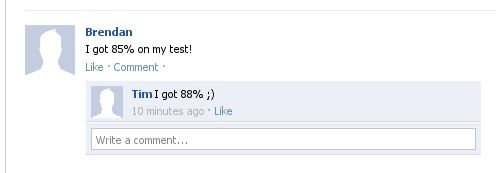 Brendan
I got 85% on my test!
Like · Comment ·
Tim I got 88% ;)
10 minutes ago · Like
Write a comment...